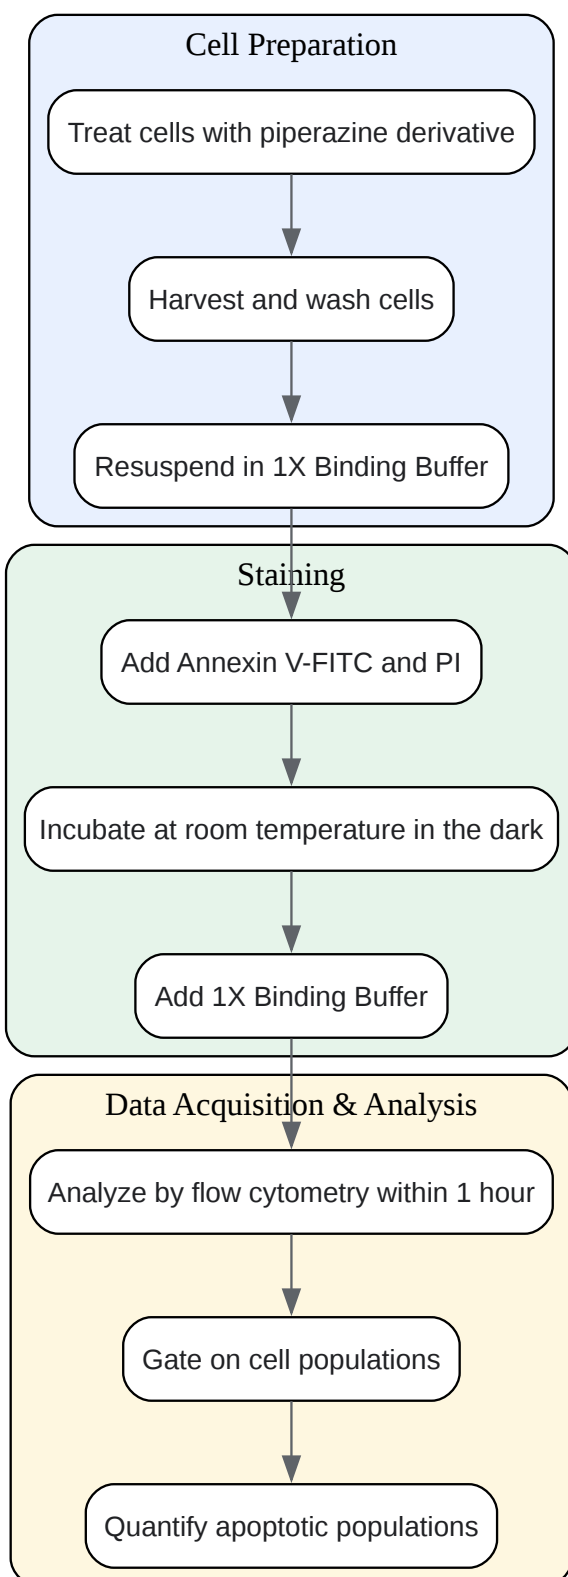 Cell Preparation
Treat cells with piperazine derivative
Harvest and wash cells
Resuspend in 1X Binding Buffer
Staining
Add Annexin V-FITC and PI
Incubate at room temperature in the dark
Add 1X Binding Buffer
Data Acquisition & Analysis
Analyze by flow cytometry within 1 hour
Gate on cell populations
Quantify apoptotic populations